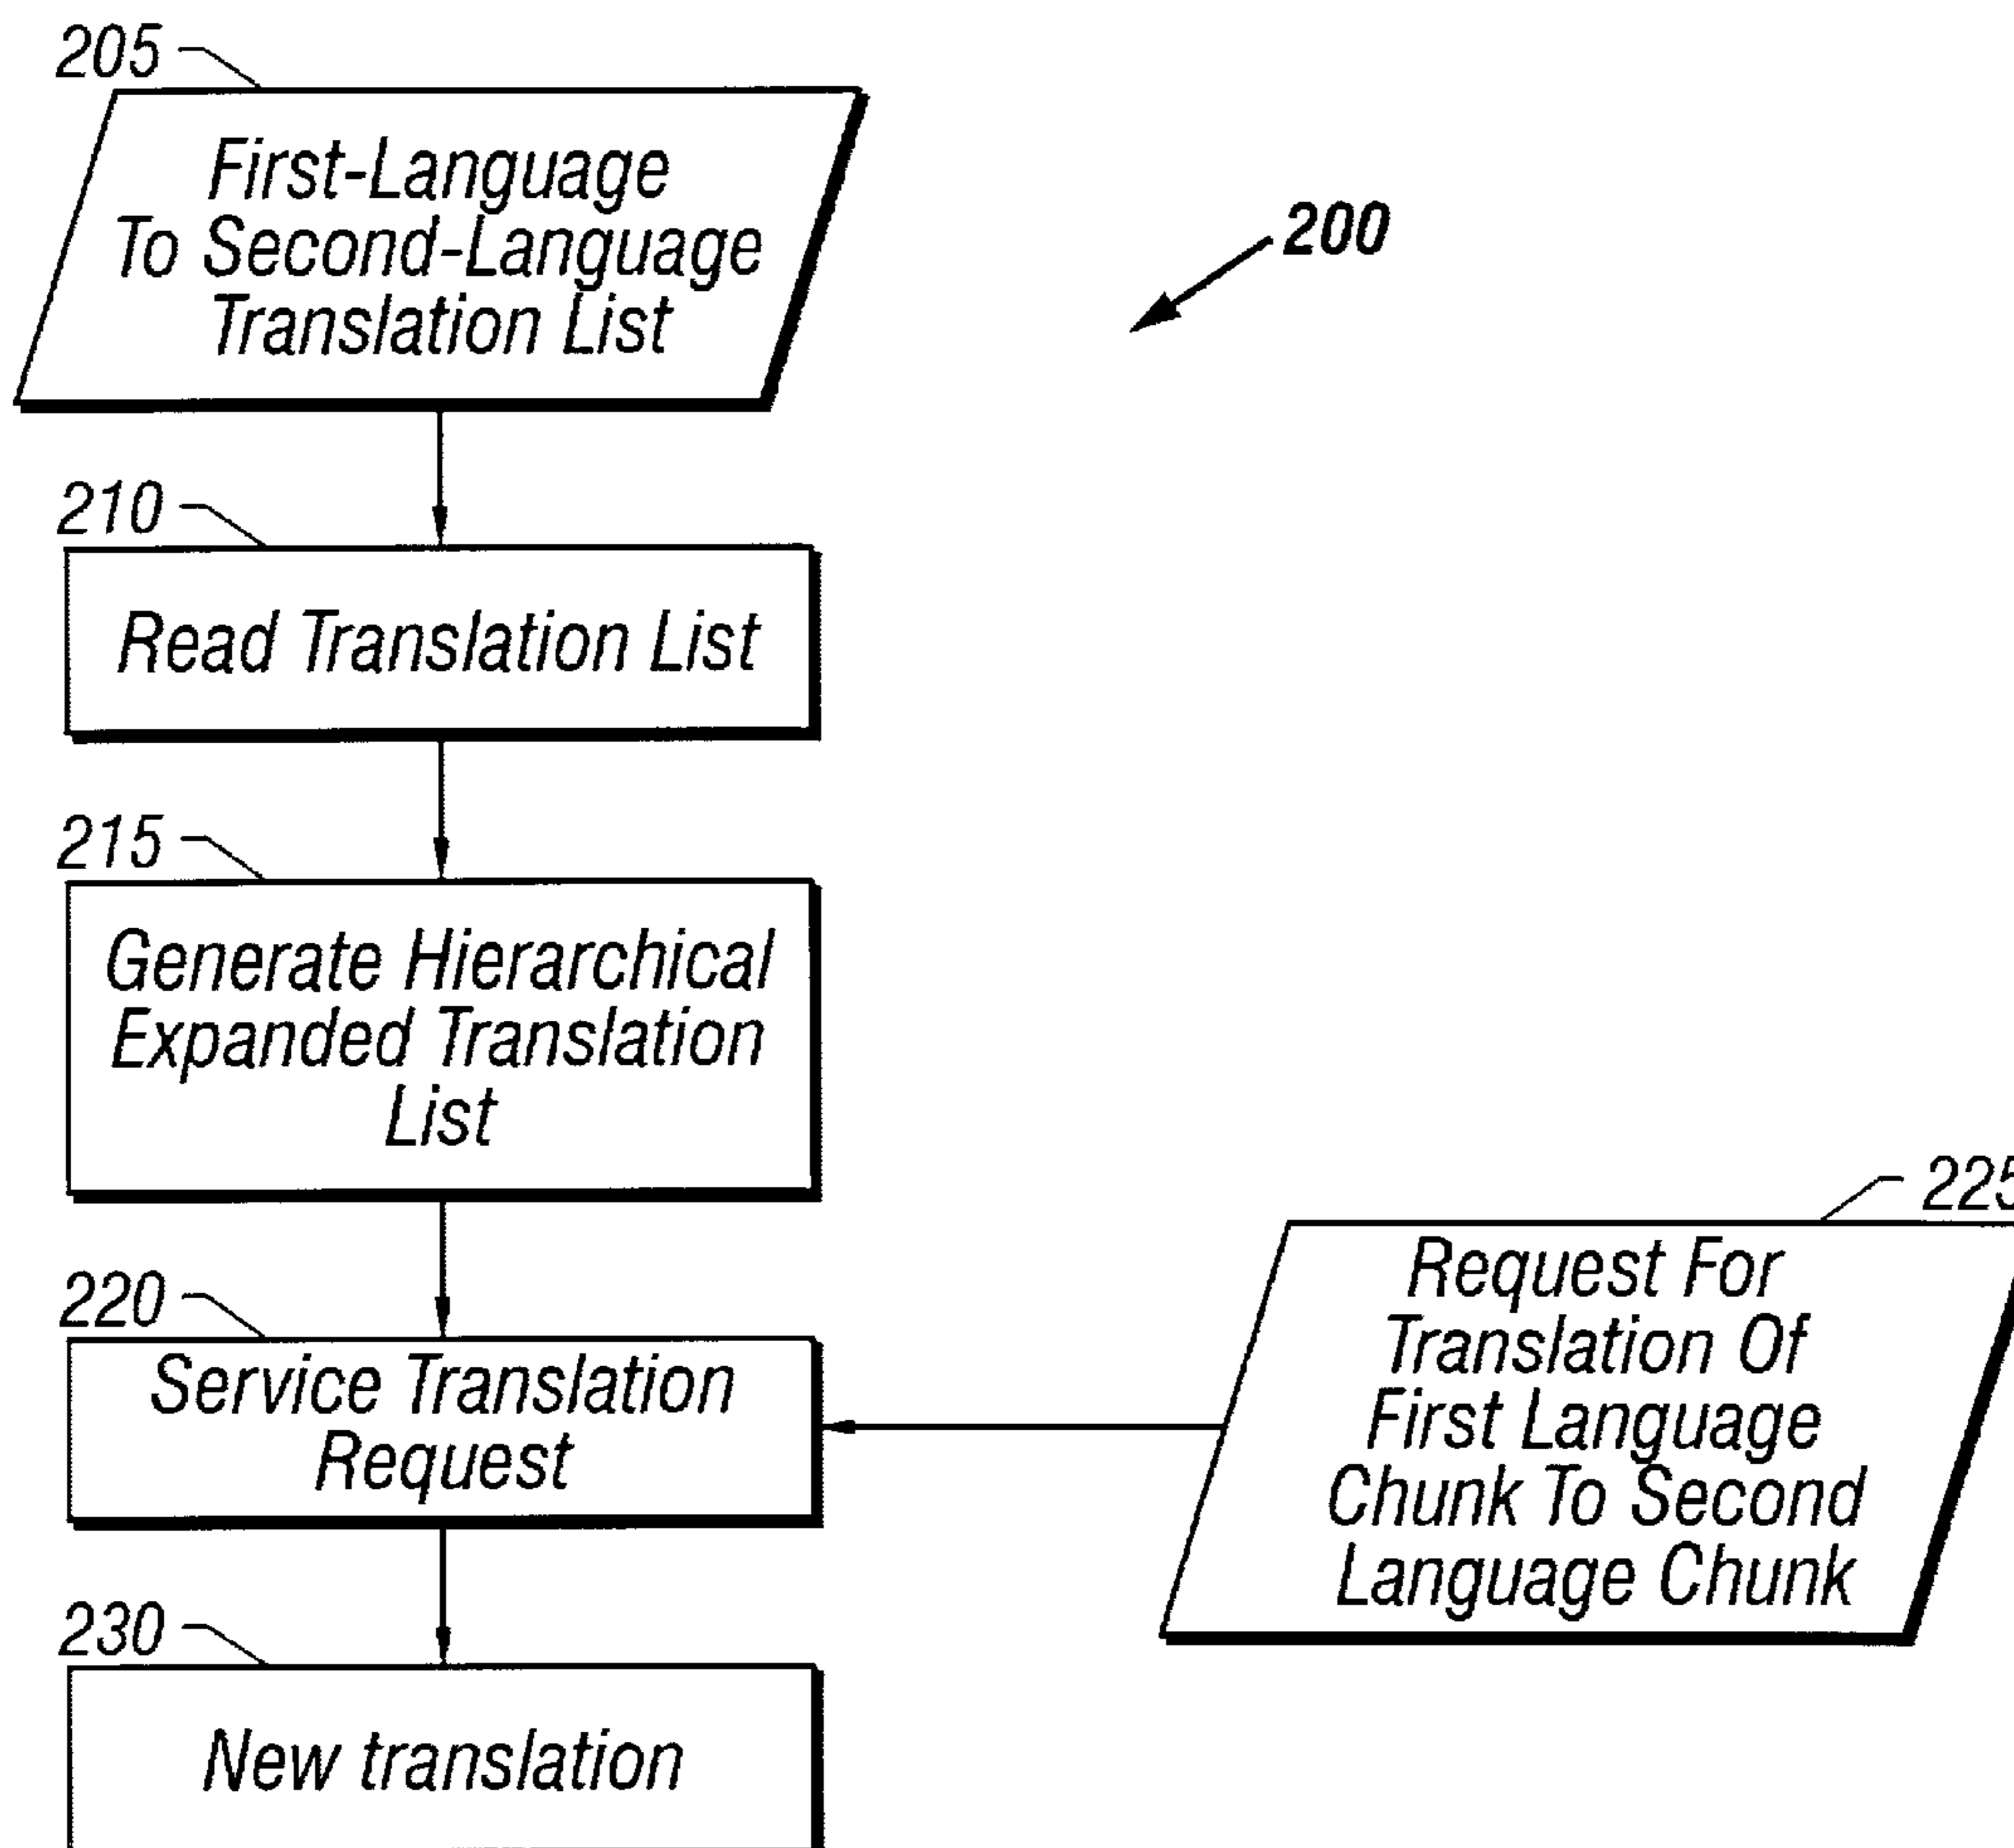 205
First-Language
To Second-Language
Translation List
200
210
Read Translation List
215
Generate Hierarchical
Expanded Translation
List
220
Service Translation
Request
225
Request For
Translation Of
First Language
Chunk To Second
Language Chunk
230
New translation